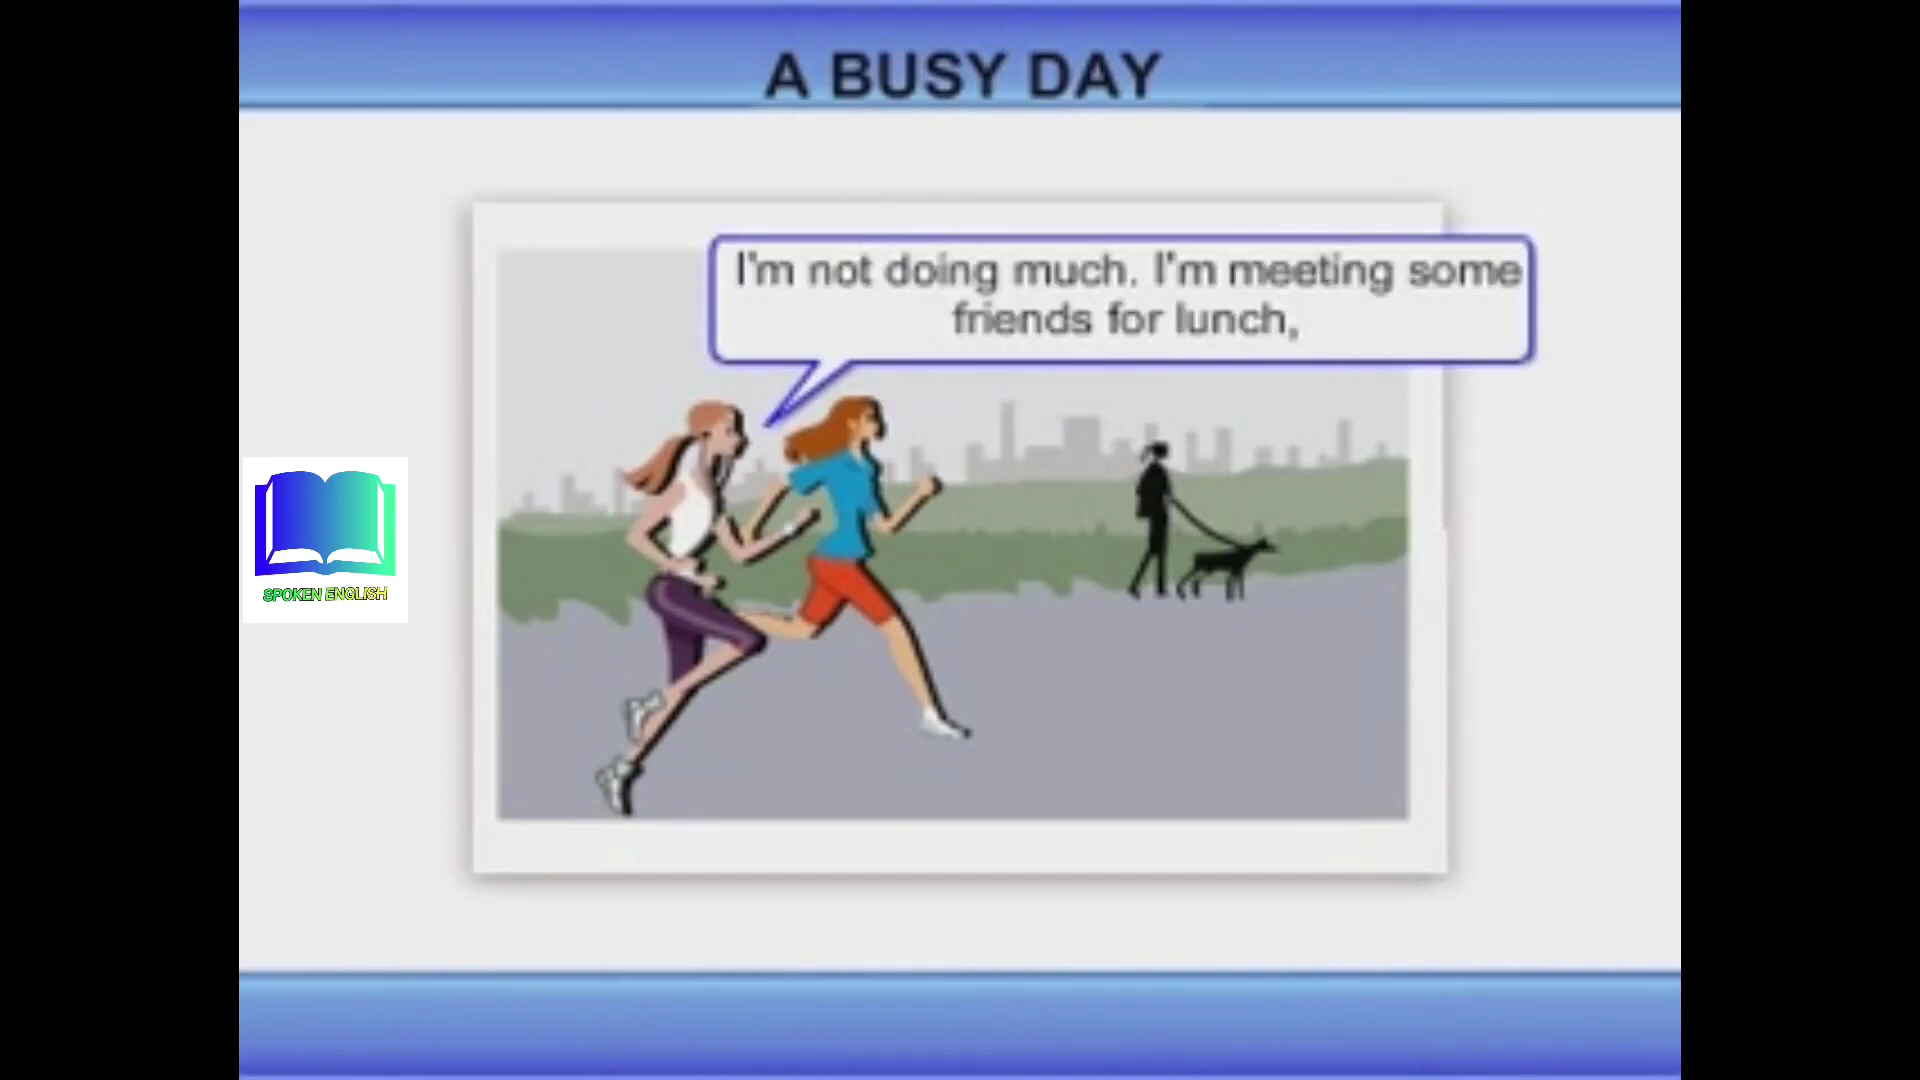 A BUSY DAY
I'm not doing much. I'm meeting some
friends for lunch,
SPOKEN ENGLISH